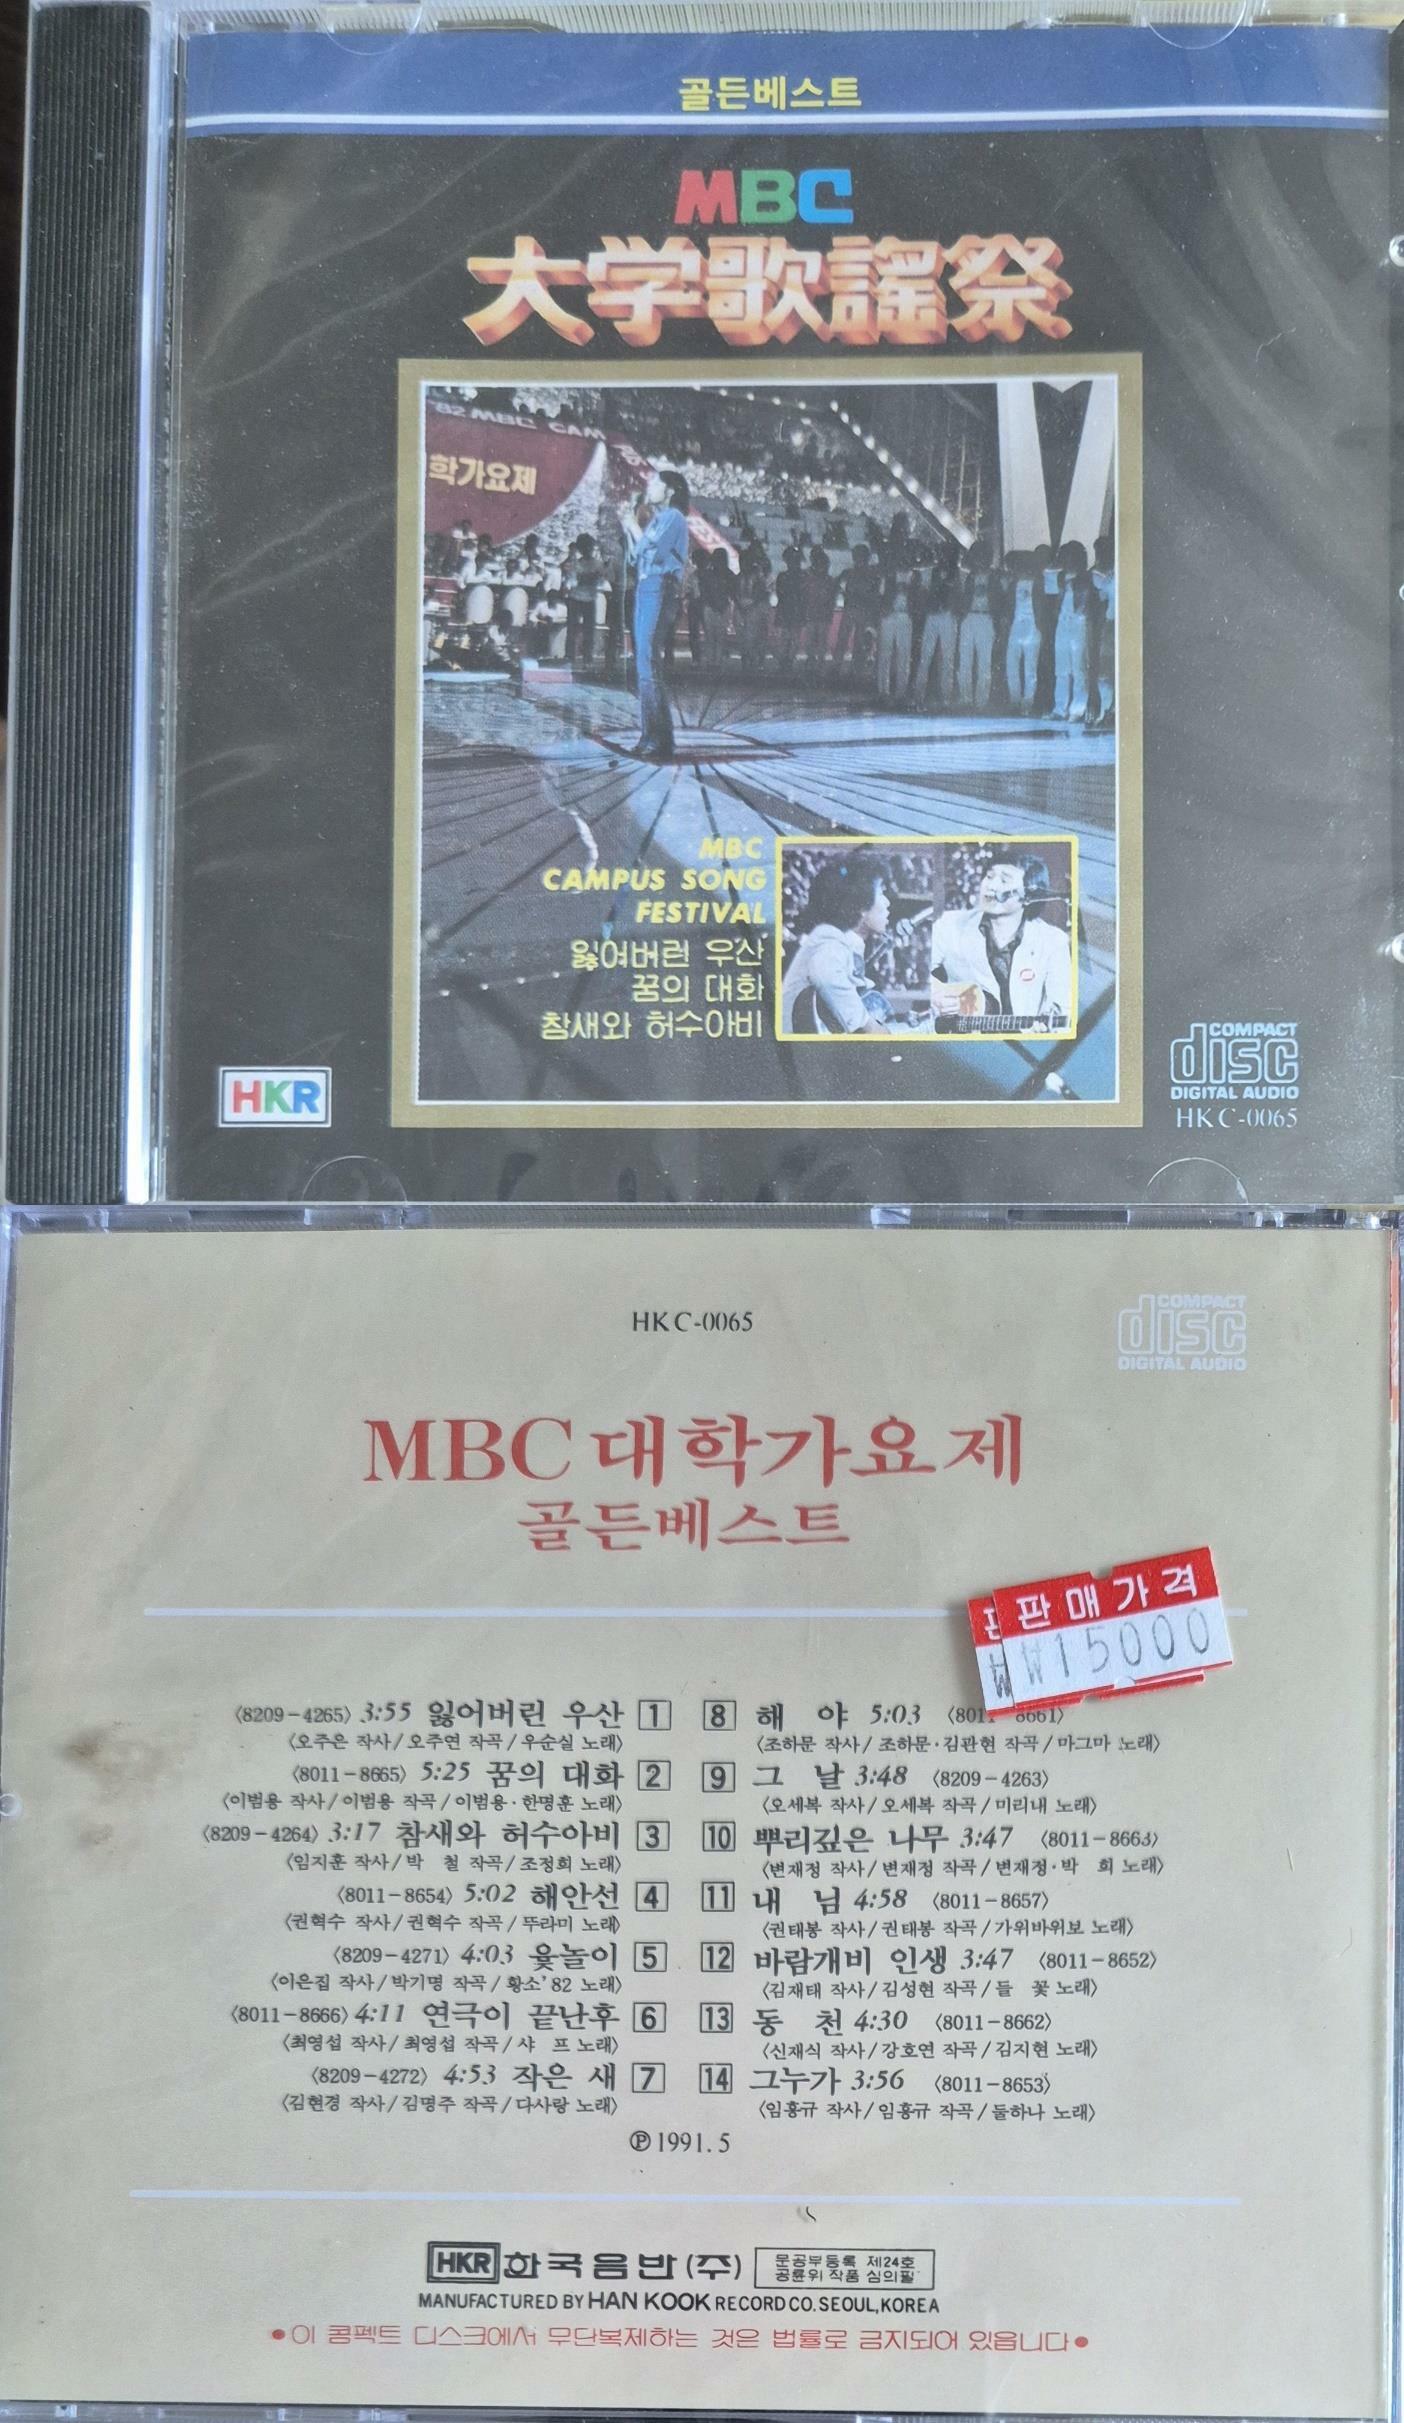 골든베스트
MBC
大学歌謡祭
'82 MBC CAM
학가요제
MBC
CAMPUS SONG
FESTIVAL
잃어버린 우산
꿈의 대화
참새와 허수아비
HKR
COMPACT
disc
DIGITAL AUDIO
HKC-0065
HKC-0065
COMPACT
disc
DIGITAL AUDIO
MBC 대학가요제
골든베스트
판매가격
₩15000
〈8209-4265〉 3:55 잃어버린 우산 1
〈오주은 작사/오주연 작곡/우순실 노래〉
〈8011-8665〉 5:25 꿈의 대화 2
〈이범용 작사/이범용 작곡/이범용·한명훈 노래〉
〈8209-4264〉 3:17 참새와 허수아비 3
〈임지훈 작사/박 철 작곡/조정희 노래〉
〈8011-8654〉 5:02 해안선 4
〈권혁수 작사/권혁수 작곡/뚜라미 노래〉
〈8209-4271〉 4:03 윷놀이 5
〈이은집 작사/박기명 작곡/황소'82 노래〉
〈8011-8666〉 4:11 연극이 끝난후 6
〈최영섭 작사/최영섭 작곡/샤 프 노래〉
〈8209-4272〉 4:53 작은 새 7
〈김현경 작사/김명주 작곡/다사랑 노래〉
8 해 야 5:03 〈8011-8661〉
〈조하문 작사/조하문·김관현 작곡/마그마 노래〉
9 그 날 3:48 〈8209-4263〉
〈오세복 작사/오세복 작곡/미리내 노래〉
10 뿌리깊은 나무 3:47 〈8011-8663〉
〈변재정 작사/변재정 작곡/변재정·박 희 노래〉
11 내 님 4:58 〈8011-8657〉
〈권태봉 작사/권태봉 작곡/가위바위보 노래〉
12 바람개비 인생 3:47 〈8011-8652〉
〈김재태 작사/김성현 작곡/들 꽃 노래〉
13 동 천 4:30 〈8011-8662〉
〈신재식 작사/강호연 작곡/김지현 노래〉
14 그누가 3:56 〈8011-8653〉
〈임흥규 작사/임흥규 작곡/둘하나 노래〉
Ⓟ1991. 5
HKR 한국음반(주)
문공부등록 제24호
공륜위 작품 심의필
MANUFACTURED BY HAN KOOK RECORD CO. SEOUL, KOREA
●이 콤펙트 디스크에서 무단복제하는 것은 법률로 금지되어 있읍니다●